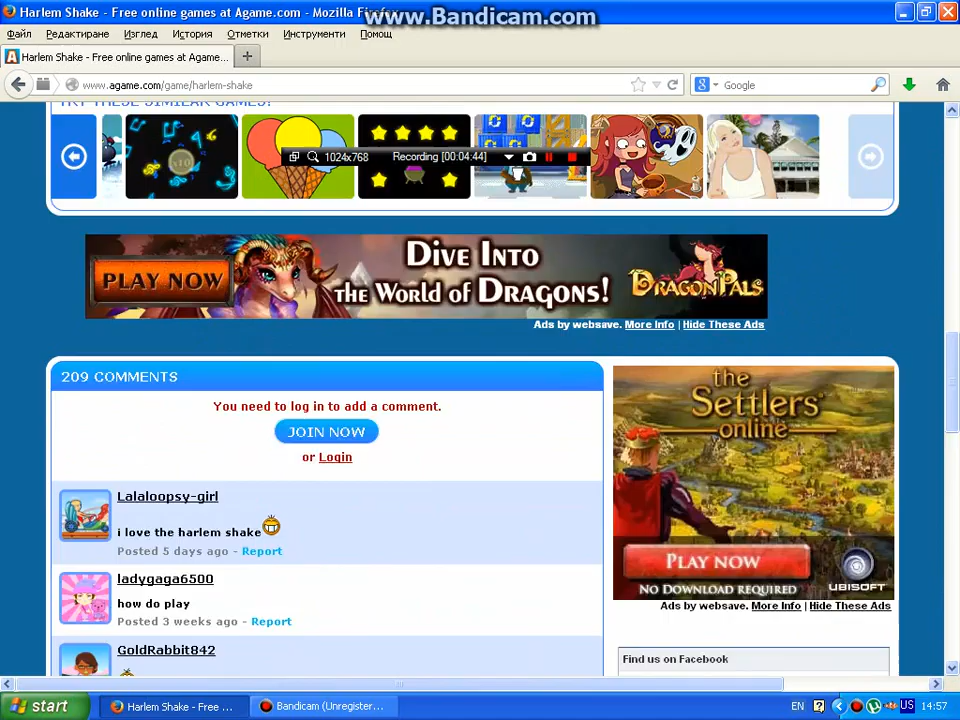 Harlem Shake - Free online games at Agame.com - Mozilla Firefox
www.Bandicam.com
Файл Редактиране Изглед История Отметки Инструменти Помощ
Harlem Shake - Free online games at Agame...
www.agame.com/game/harlem-shake
Google
TRY THESE SIMILAR GAMES!
x10
1024x768 Recording [00:04:44]
PLAY NOW
DIVE INTO
THE WORLD OF DRAGONS!
DRAGONPALS
Ads by websave. More Info | Hide These Ads
209 COMMENTS
You need to log in to add a comment.
JOIN NOW
or Login
Lalaloopsy-girl
i love the harlem shake
Posted 5 days ago - Report
ladygaga6500
how do play
Posted 3 weeks ago - Report
GoldRabbit842
the
Settlers
online
PLAY NOW
NO DOWNLOAD REQUIRED
UBISOFT
Ads by websave. More Info | Hide These Ads
Find us on Facebook
start
Harlem Shake - Free ...
Bandicam (Unregister...
EN
US
14:57